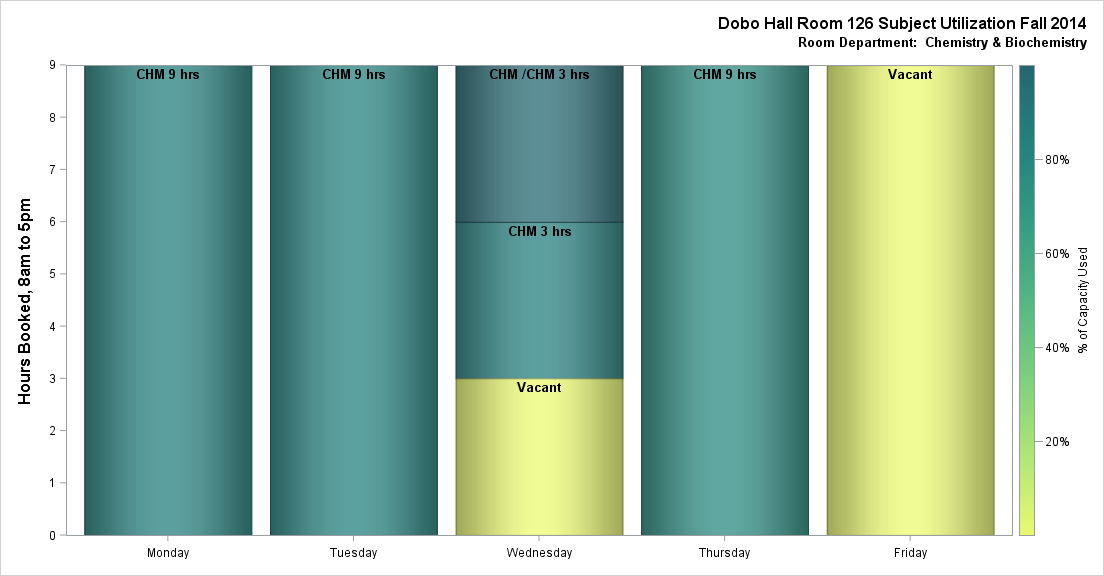 Dobo Hall Room 126 Subject Utilization Fall 2014
Room Department:  Chemistry & Biochemistry
Hours Booked, 8am to 5pm
9
8
7
6
5
4
3
2
1
0
CHM 9 hrs
CHM 9 hrs
CHM /CHM 3 hrs
CHM 3 hrs
Vacant
CHM 9 hrs
Vacant
Monday
Tuesday
Wednesday
Thursday
Friday
80%
60%
40%
20%
% of Capacity Used